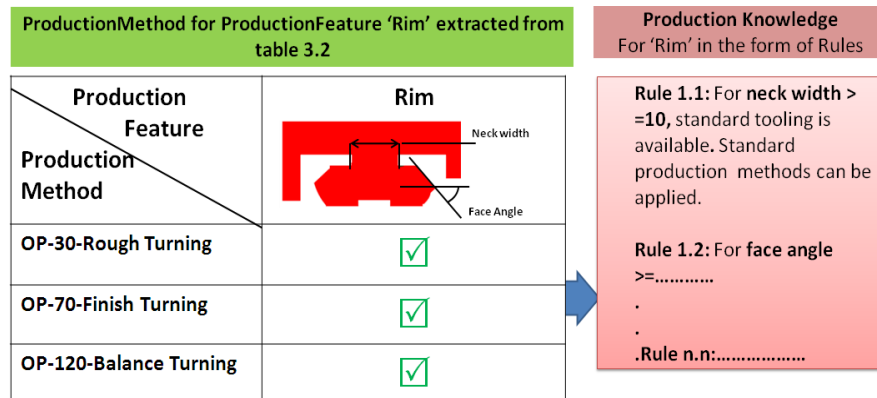 ProductionMethod for ProductionFeature ‘Rim’ extracted from
table 3.2
Production
Feature
Production
Method
Rim
Neck width
Face Angle
OP-30-Rough Turning
OP-70-Finish Turning
OP-120-Balance Turning
Production Knowledge
For ‘Rim’ in the form of Rules
Rule 1.1: For neck width >
=10, standard tooling is
available. Standard
production methods can be
applied.
Rule 1.2: For face angle
>=…………
.
.
.Rule n.n:………………